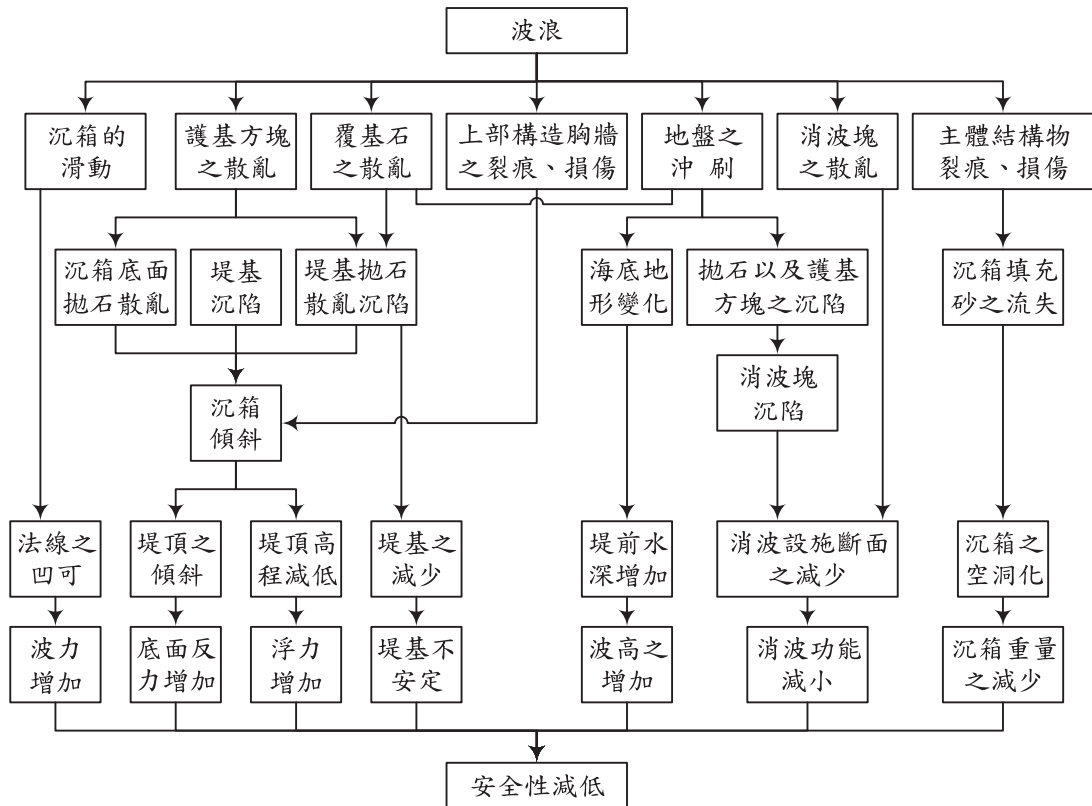 波浪
沉箱的
滑動
護基方塊
之散亂
覆基石
之散亂
上部構造胸牆
之裂痕、損傷
地盤之
沖刷
消波塊
之散亂
主體結構物
裂痕、損傷
沉箱底面
拋石散亂
堤基
沉陷
堤基拋石
散亂沉陷
海底地
形變化
拋石以及護基
方塊之沉陷
沉箱填充
砂之流失
消波塊
沉陷
沉箱
傾斜
法線之
凹可
堤頂之
傾斜
堤頂高
程減低
堤基之
減少
堤前水
深增加
消波設施斷面
之減少
沉箱之
空洞化
波力
增加
底面反
力增加
浮力
增加
堤基不
安定
波高之
增加
消波功能
減小
沉箱重量
之減少
安全性減低